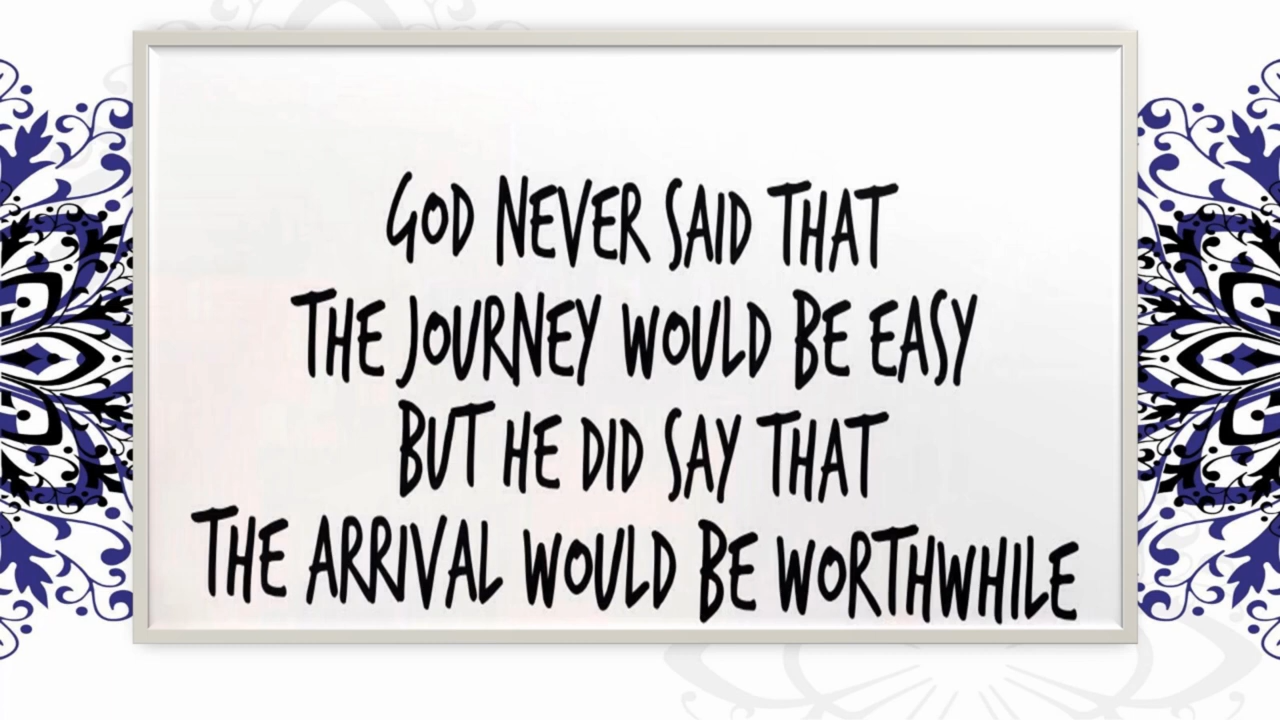 GOD NEVER SAID THAT
THE JOURNEY WOULD BE EASY
BUT HE DID SAY THAT
THE ARRIVAL WOULD BE WORTHWHILE